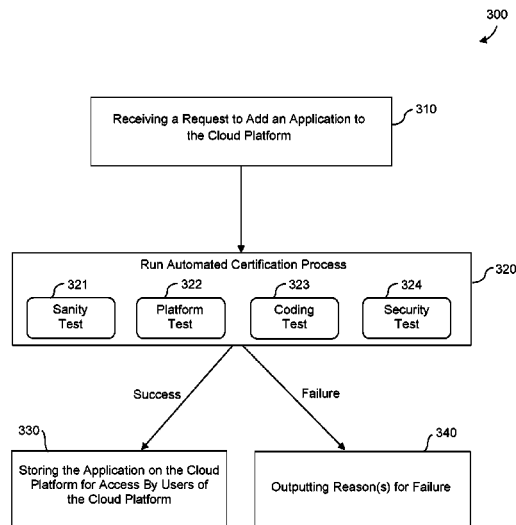 300
Receiving a Request to Add an Application to
the Cloud Platform
310
Run Automated Certification Process
320
321
322
323
324
Sanity
Test
Platform
Test
Coding
Test
Security
Test
Success
Failure
330
340
Storing the Application on the Cloud
Platform for Access By Users of
the Cloud Platform
Outputting Reason(s) for Failure